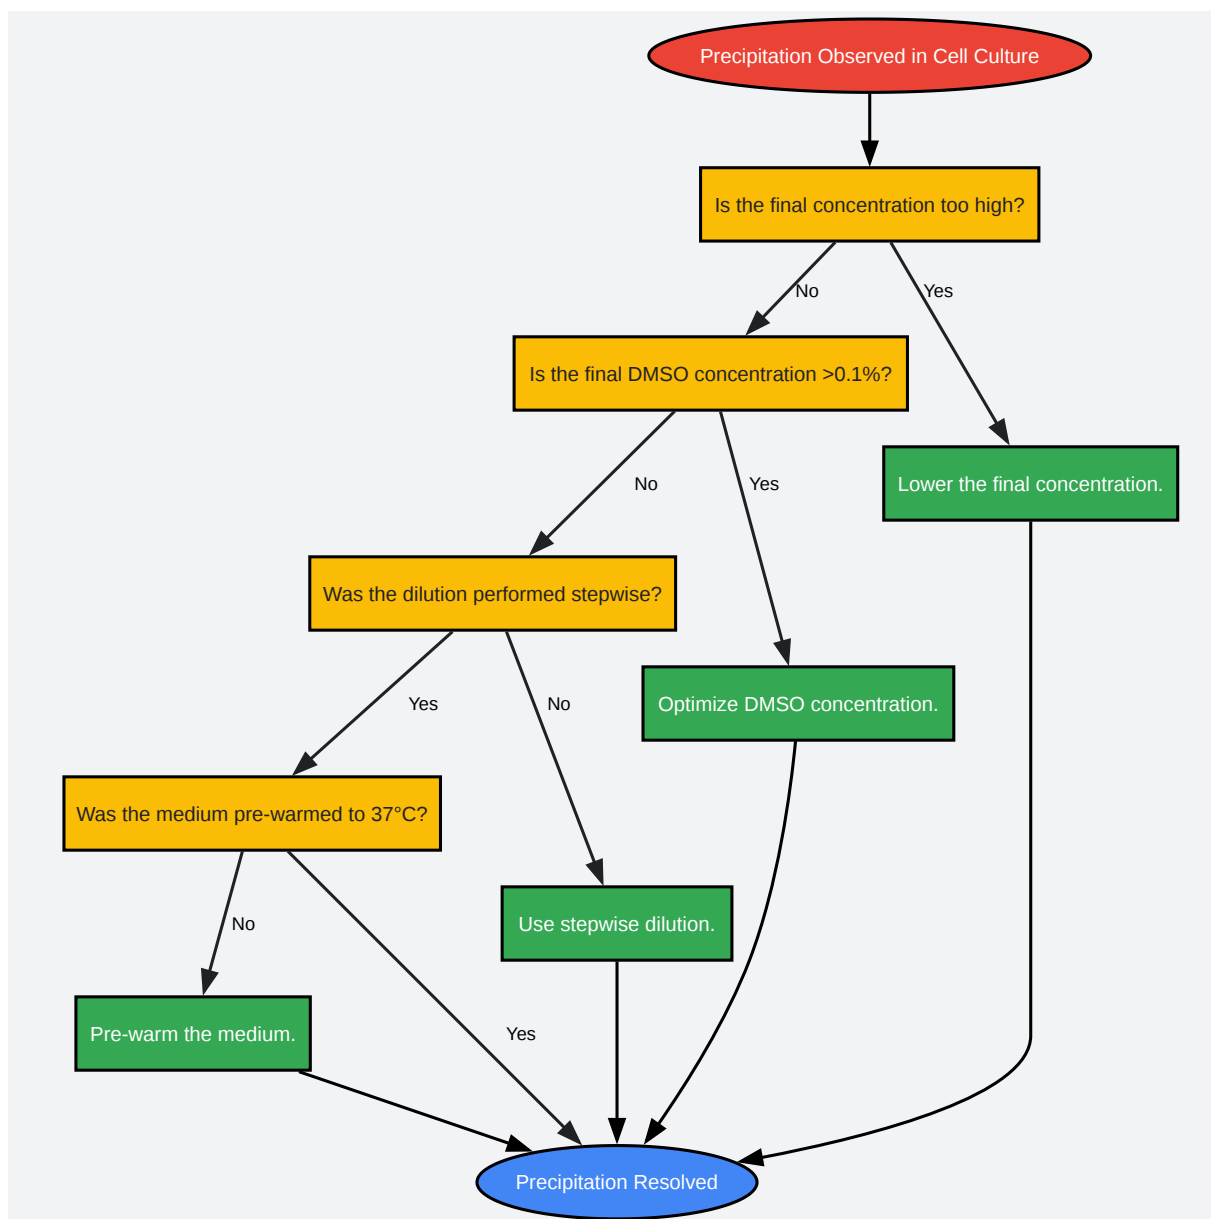 Precipitation Observed in Cell Culture
Is the final concentration too high?
No
Yes
Is the final DMSO concentration >0.1%?
No
Yes
Lower the final concentration.
Was the dilution performed stepwise?
Yes
No
Optimize DMSO concentration.
Was the medium pre-warmed to 37°C?
No
Use stepwise dilution.
Pre-warm the medium.
Yes
Precipitation Resolved